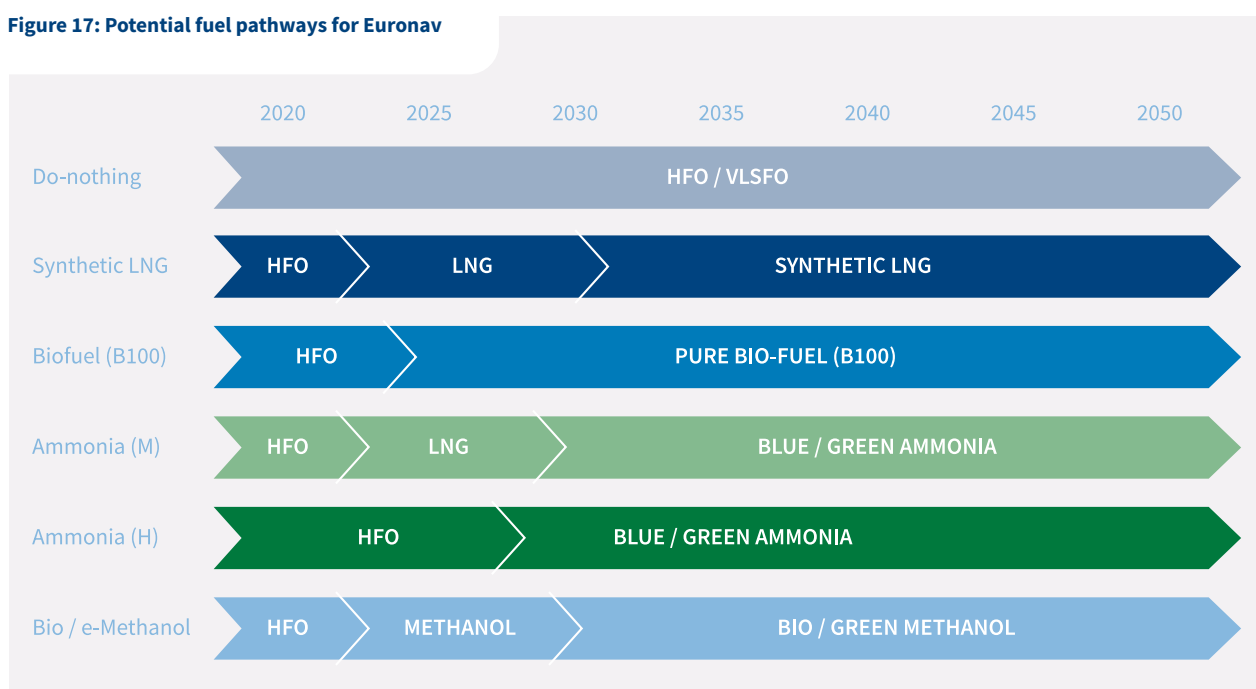 Figure 17: Potential fuel pathways for Euronav
2020 2025 2030 2035 2040 2045 2050
Do-nothing HFO / VLSFO
Synthetic LNG HFO LNG SYNTHETIC LNG
Biofuel (B100) HFO PURE BIO-FUEL (B100)
Ammonia (M) HFO LNG BLUE / GREEN AMMONIA
Ammonia (H) HFO BLUE / GREEN AMMONIA
Bio / e-Methanol HFO METHANOL BIO / GREEN METHANOL